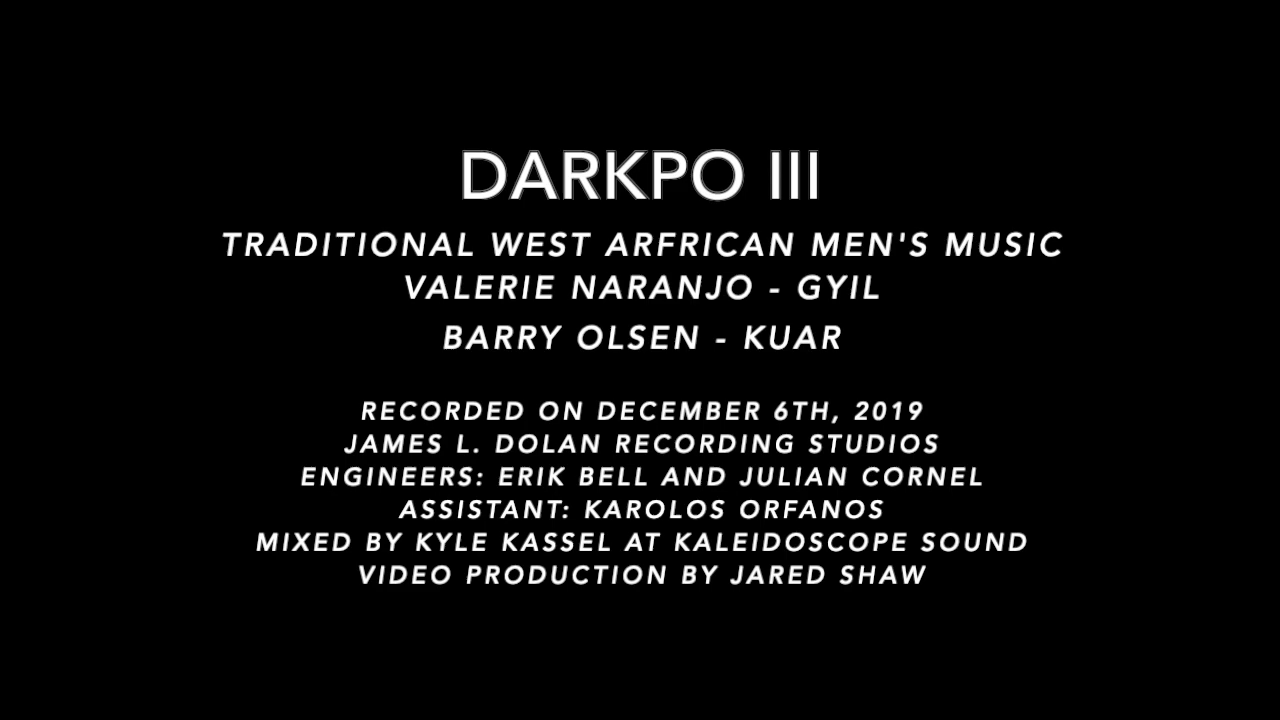 DARKPO III
TRADITIONAL WEST ARFRICAN MEN'S MUSIC
VALERIE NARANJO - GYIL
BARRY OLSEN - KUAR
RECORDED ON DECEMBER 6TH, 2019
JAMES L. DOLAN RECORDING STUDIOS
ENGINEERS: ERIK BELL AND JULIAN CORNEL
ASSISTANT: KAROLOS ORFANOS
MIXED BY KYLE KASSEL AT KALEIDOSCOPE SOUND
VIDEO PRODUCTION BY JARED SHAW